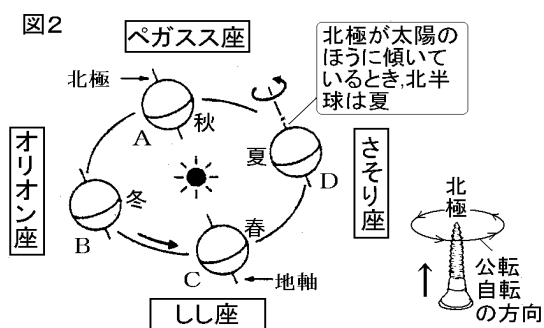 図2
ペガスス座
北極が太陽の
ほうに傾いて
いるとき,北半
球は夏
北極
秋
A
オリオン座
夏
D
さそり座
冬
B
春
C
地軸
しし座
北極
公転
自転
の方向